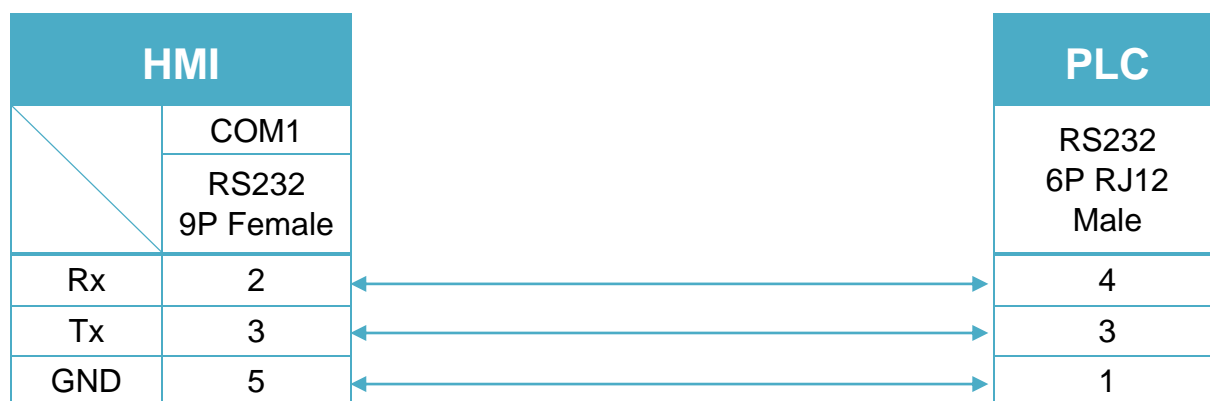 HMI PLC
COM1
RS232
9P Female
RS232
6P RJ12
Male
Rx 2 4
Tx 3 3
GND 5 1